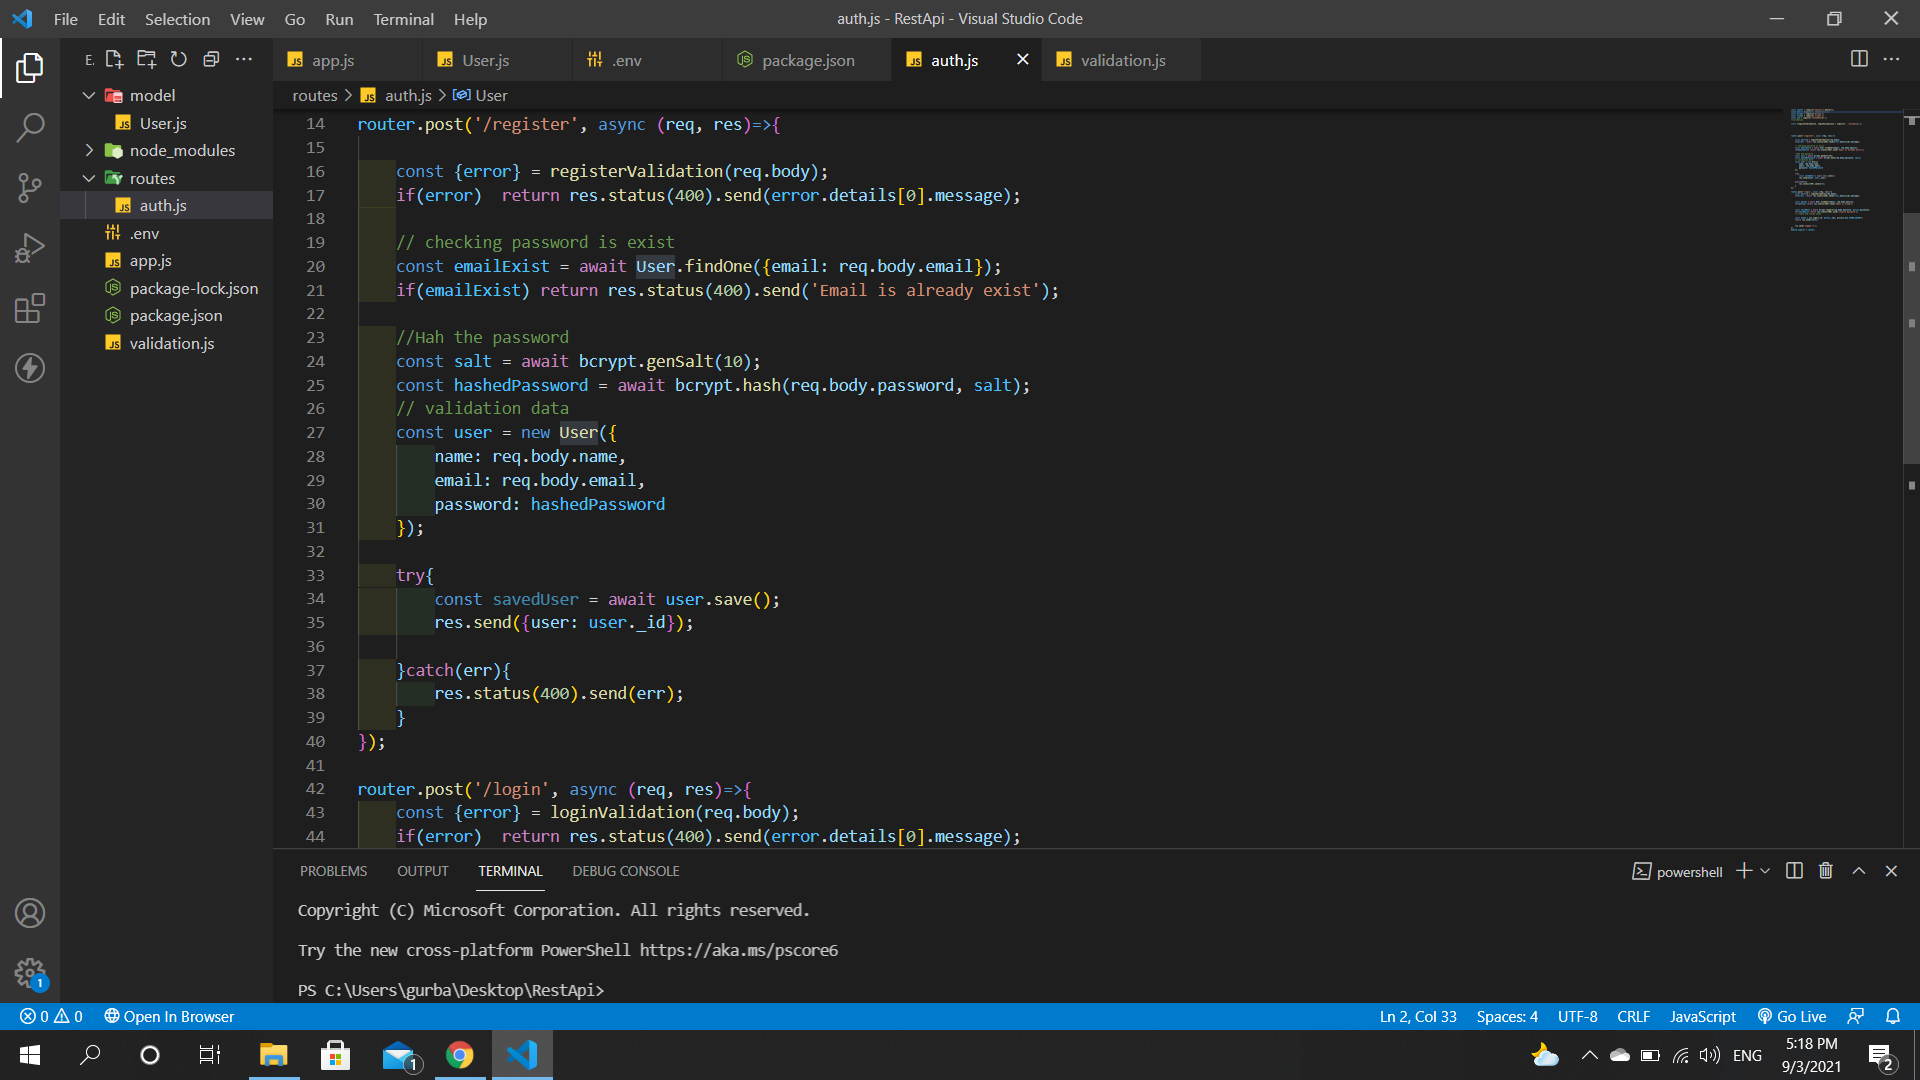 File Edit Selection View Go Run Terminal Help
auth.js - RestApi - Visual Studio Code
E.
JS app.js
JS User.js
.env
package.json
JS auth.js
JS validation.js
routes > JS auth.js > User
model
JS User.js
node_modules
routes
JS auth.js
.env
JS app.js
package-lock.json
package.json
JS validation.js
14 router.post('/register', async (req, res)=>{
15
16 const {error} = registerValidation(req.body);
17 if(error)  return res.status(400).send(error.details[0].message);
18
19 // checking password is exist
20 const emailExist = await User.findOne({email: req.body.email});
21 if(emailExist) return res.status(400).send('Email is already exist');
22
23 //Hah the password
24 const salt = await bcrypt.genSalt(10);
25 const hashedPassword = await bcrypt.hash(req.body.password, salt);
26 // validation data
27 const user = new User({
28 name: req.body.name,
29 email: req.body.email,
30 password: hashedPassword
31 });
32
33 try{
34 const savedUser = await user.save();
35 res.send({user: user._id});
36
37 }catch(err){
38 res.status(400).send(err);
39 }
40 });
41
42 router.post('/login', async (req, res)=>{
43 const {error} = loginValidation(req.body);
44 if(error)  return res.status(400).send(error.details[0].message);
PROBLEMS OUTPUT TERMINAL DEBUG CONSOLE
powershell
Copyright (C) Microsoft Corporation. All rights reserved.
Try the new cross-platform PowerShell https://aka.ms/pscore6
PS C:\Users\gurba\Desktop\RestApi>
1
0 0 Open In Browser
Ln 2, Col 33 Spaces: 4 UTF-8 CRLF JavaScript Go Live
1
ENG
5:18 PM
9/3/2021
2